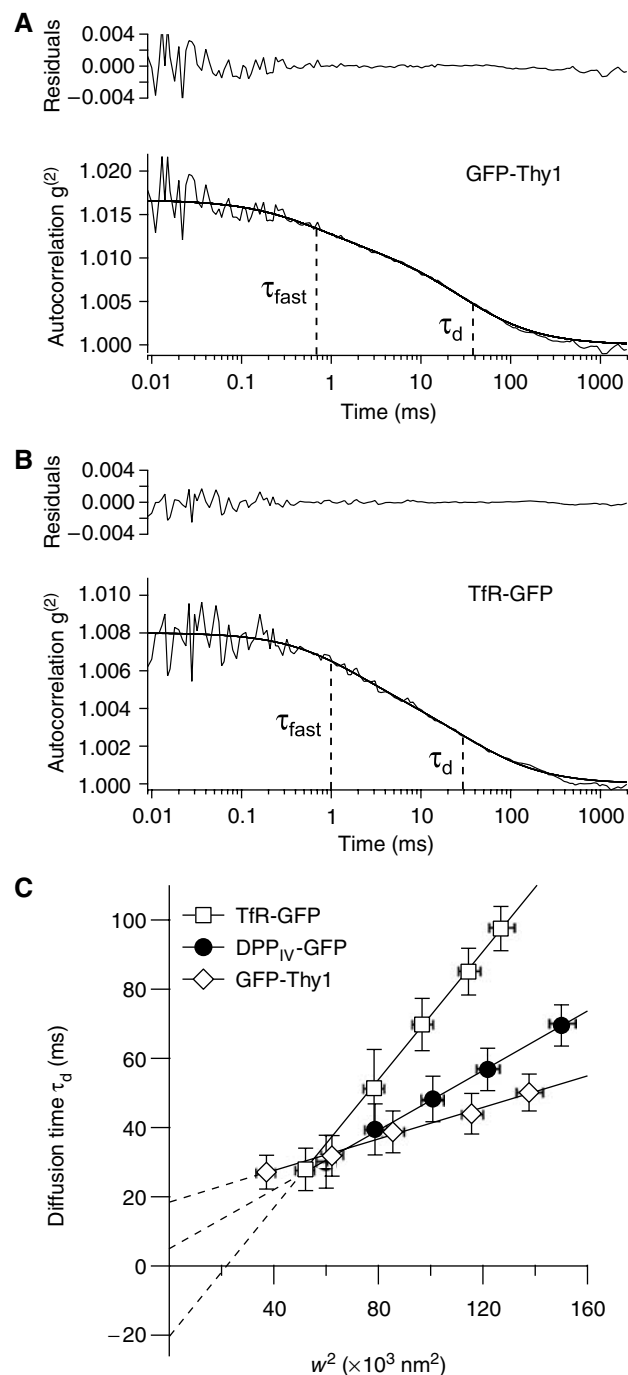 A
Residuals
0.004
0.000
−0.004
Autocorrelation g(2)
1.020
1.015
1.010
1.005
1.000
GFP-Thy1
τfast
τd
0.01 0.1 1 10 100 1000
Time (ms)
B
Residuals
0.004
0.000
−0.004
Autocorrelation g(2)
1.010
1.008
1.006
1.004
1.002
1.000
TfR-GFP
τfast
τd
0.01 0.1 1 10 100 1000
Time (ms)
C
Diffusion time τd (ms)
100
80
60
40
20
0
−20
TfR-GFP
DPPIV-GFP
GFP-Thy1
40 80 120 160
w2 (×103 nm2)